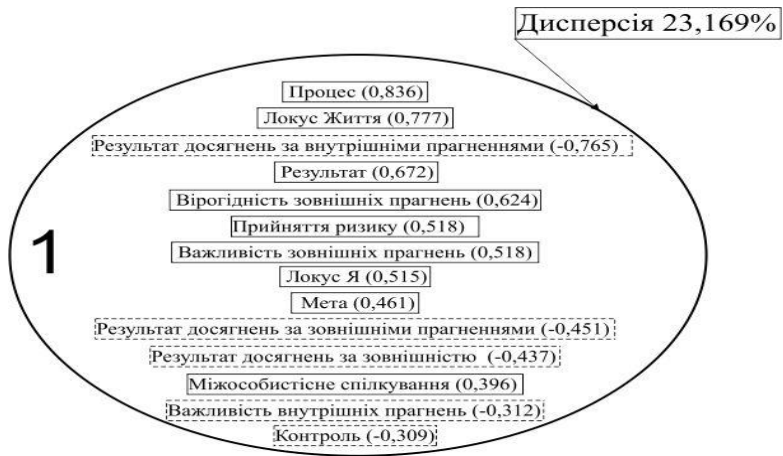 Дисперсія 23,169%
Процес (0,836)
Локус Життя (0,777)
Результат досягнень за внутрішніми прагненнями (-0,765)
Результат (0,672)
Вірогідність зовнішніх прагнень (0,624)
Прийняття ризику (0,518)
1
Важливість зовнішніх прагнень (0,518)
Локус Я (0,515)
Мета (0,461)
Результат досягнень за зовнішніми прагненнями (-0,451)
Результат досягнень за зовнішністю (-0,437)
Міжособистісне спілкування (0,396)
Важливість внутрішніх прагнень (-0,312)
Контроль (-0,309)